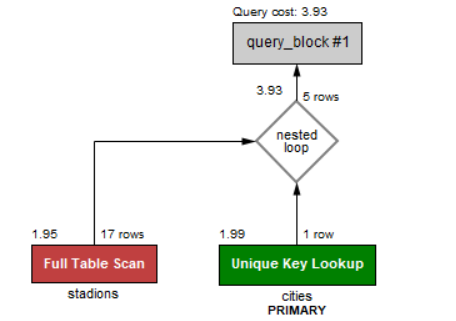 Query cost: 3.93
query_block #1
3.93
5 rows
nested
loop
1.95
17 rows
1.99
1 row
Full Table Scan
Unique Key Lookup
stadions
cities
PRIMARY